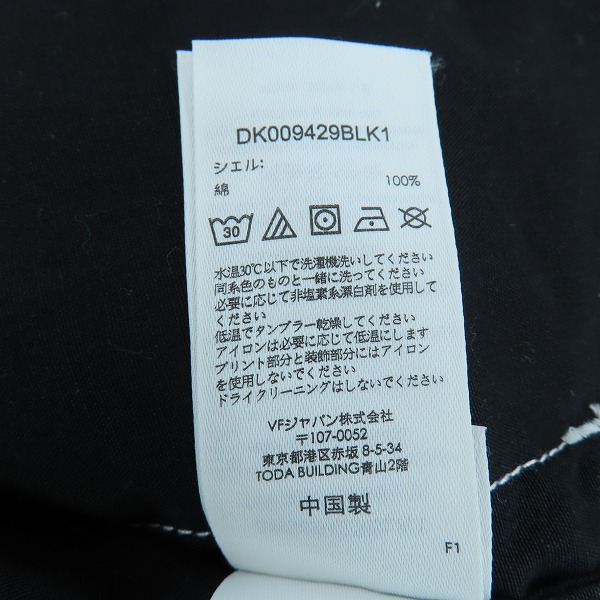 DK009429BLK1
シエル:
綿 100%
30
水温30℃以下で洗濯機洗いしてください
同系色のものと一緒に洗ってください
必要に応じて非塩素系漂白剤を使用して
ください
低温でタンブラー乾燥してください
アイロンは必要に応じて低温にします
プリント部分と装飾部分にはアイロン
を使用しないでください
ドライクリーニングはしないでください
VFジャパン株式会社
〒107-0052
東京都港区赤坂 8-5-34
TODA BUILDING青山2階
中国製
F1